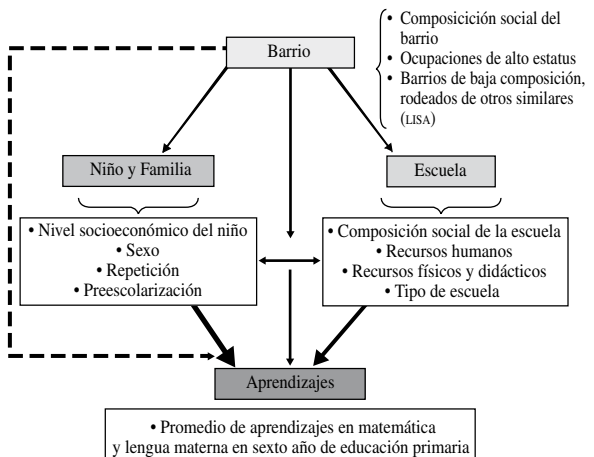 Barrio
• Composicición social del
barrio
• Ocupaciones de alto estatus
• Barrios de baja composición,
rodeados de otros similares
(LISA)
Niño y Familia
Escuela
• Nivel socioeconómico del niño
• Sexo
• Repetición
• Preescolarización
• Composición social de la escuela
• Recursos humanos
• Recursos físicos y didácticos
• Tipo de escuela
Aprendizajes
• Promedio de aprendizajes en matemática
y lengua materna en sexto año de educación primaria